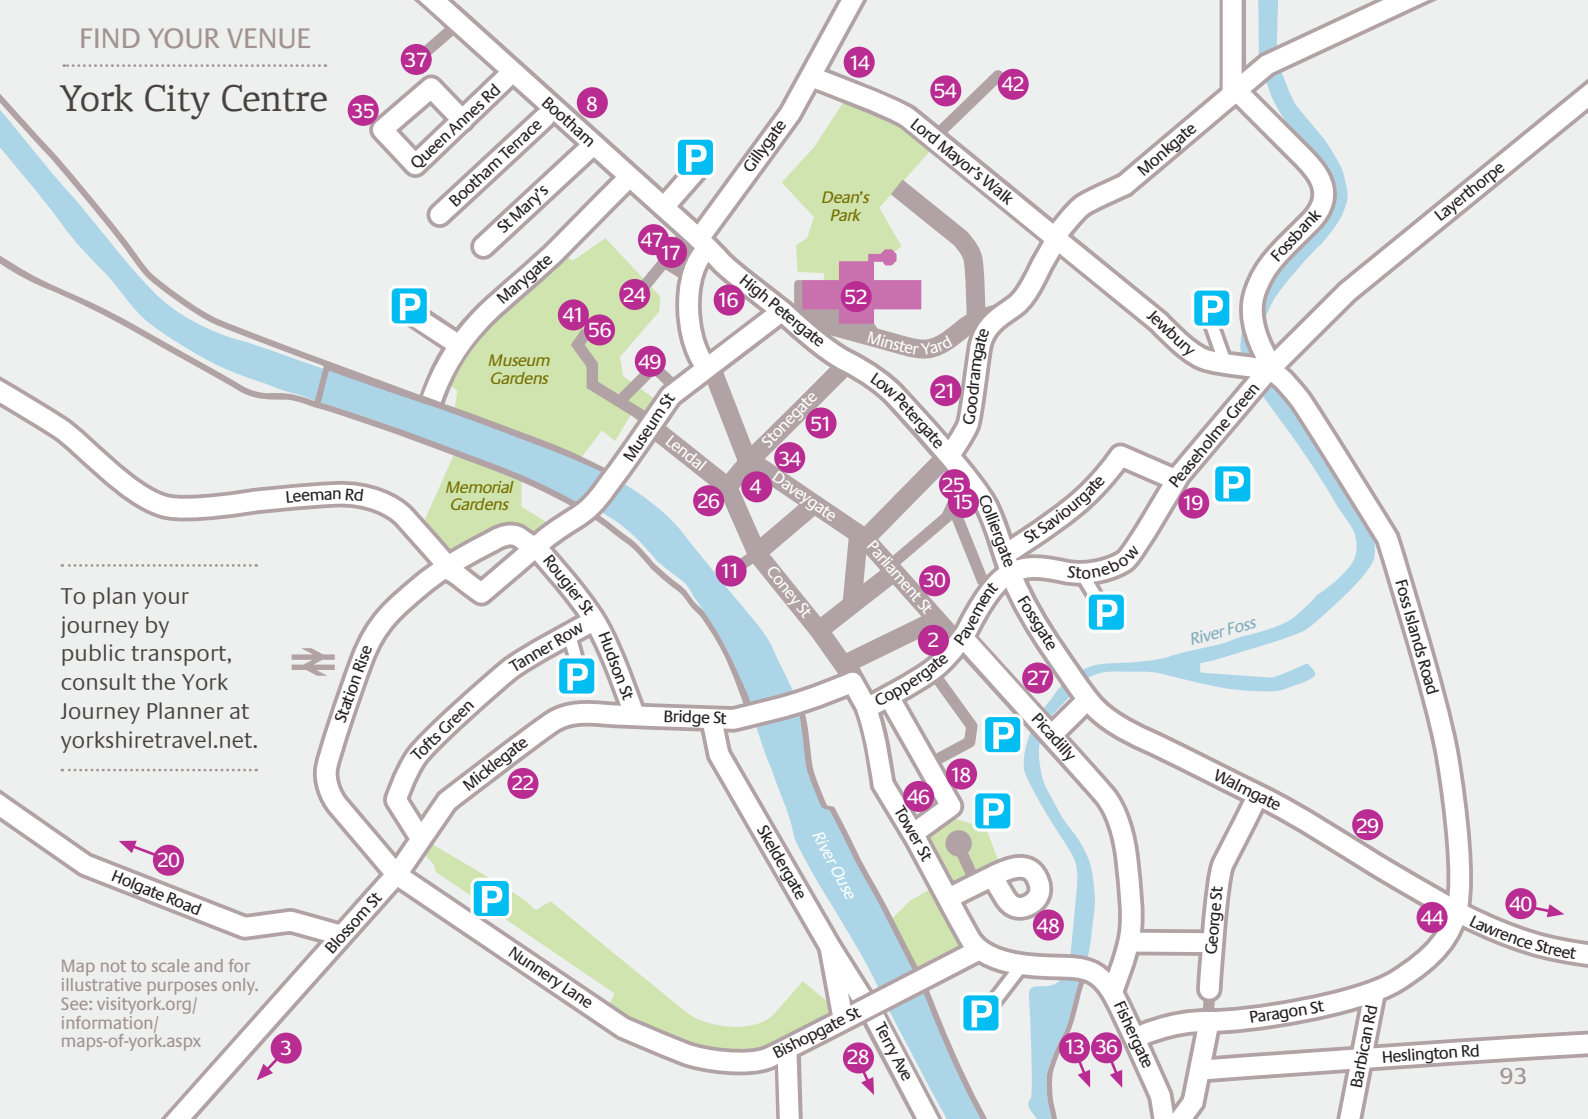 FIND YOUR VENUE
York City Centre
37
35
8
14
54
42
Queen Annes Rd
Bootham Terrace
Bootham
St Mary's
P
Gillygate
Lord Mayor's Walk
Monkgate
Layerthorpe
Fossbank
Dean's
Park
47
17
24
16
High Petergate
52
Minster Yard
Marygate
P
41
56
49
Museum
Gardens
Jewbury
P
Goodramgate
21
Low Petergate
Peaseholme Green
P
19
Museum St
Lendal
Stonegate
51
34
4
26
Daveygate
25
15
Colliergate
St Saviourgate
Stonebow
P
Memorial
Gardens
Leeman Rd
11
Coney St
Parliament St
30
2
Pavement
Fossgate
River Foss
Foss Islands Road
To plan your
journey by
public transport,
consult the York
Journey Planner at
yorkshiretravel.net.
Station Rise
Rougier St
Tanner Row
Hudson St
P
Tofts Green
Micklegate
22
Bridge St
Coppergate
27
P
Picadilly
18
46
P
Tower St
Walmgate
29
Skeldergate
River Ouse
20
Holgate Road
Blossom St
P
Nunnery Lane
48
George St
44
40
Lawrence Street
Map not to scale and for
illustrative purposes only.
See: visityork.org/
information/
maps-of-york.aspx
3
Bishopgate St
28
Terry Ave
P
13
36
Fishergate
Paragon St
Barbican Rd
Heslington Rd
93